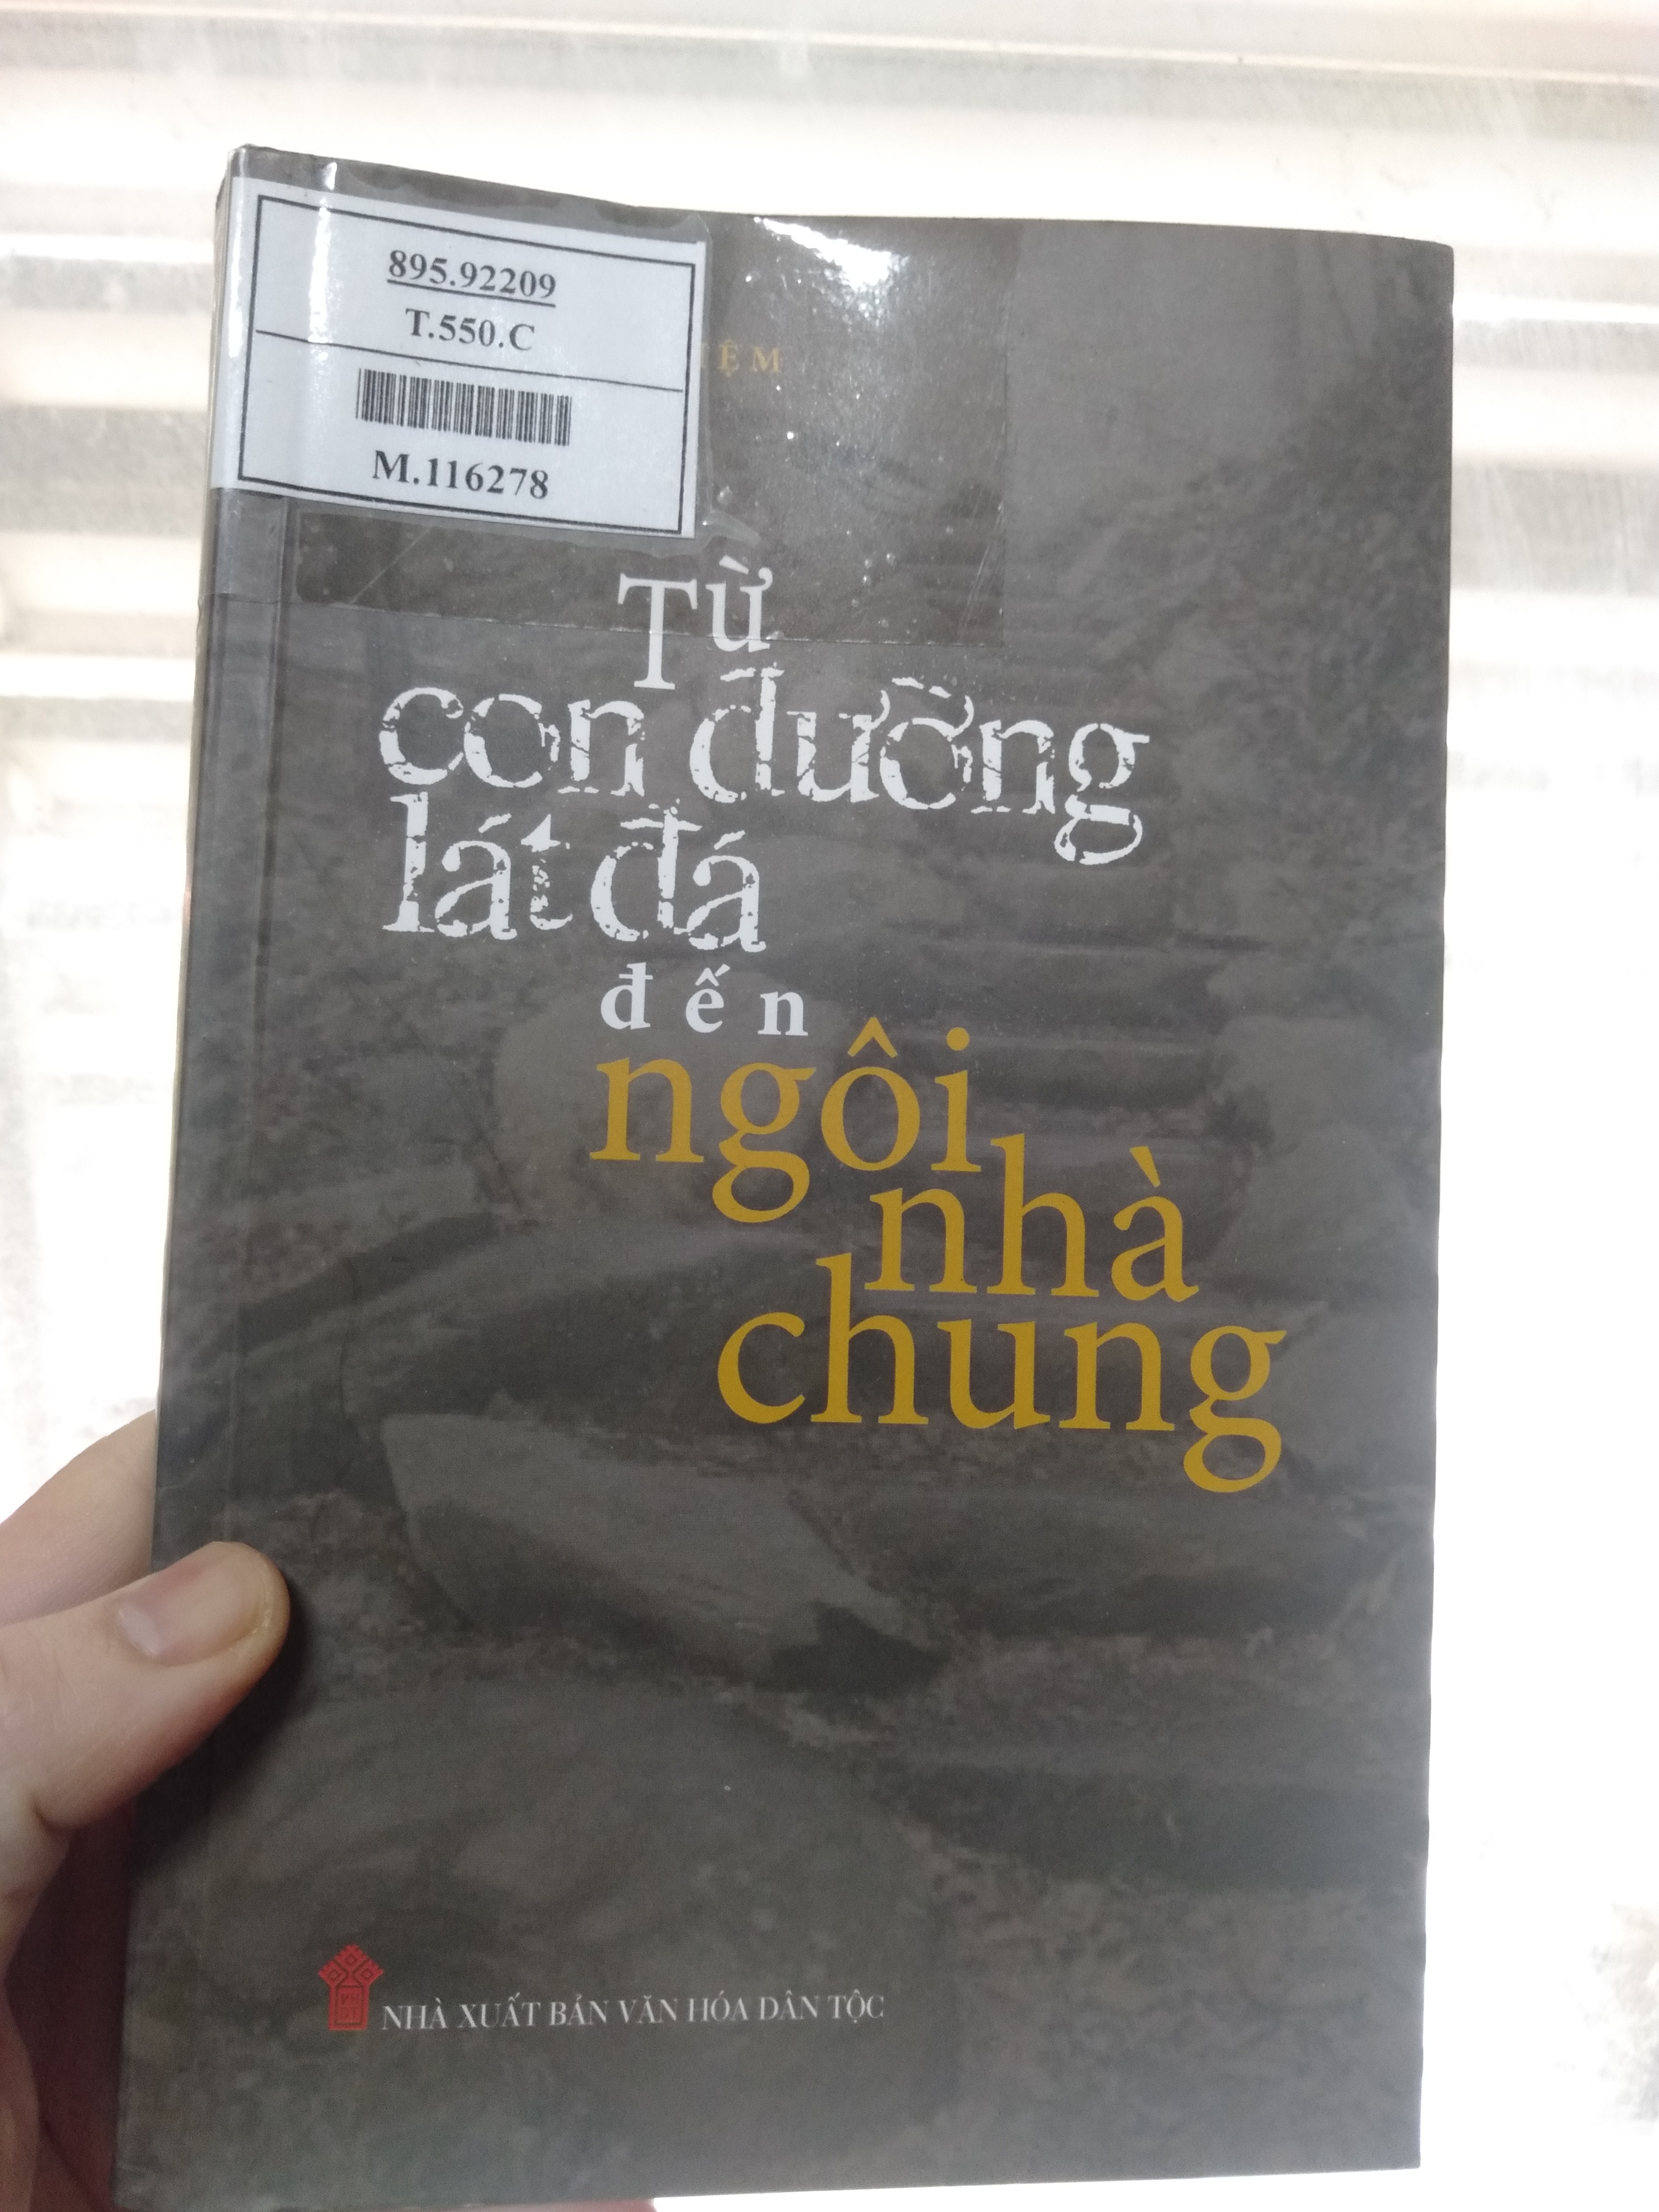 895.92209
T.550.C
M.116278
Từ
con đường
lát đá
đến
ngôi
nhà
chung
NHÀ XUẤT BẢN VĂN HÓA DÂN TỘC